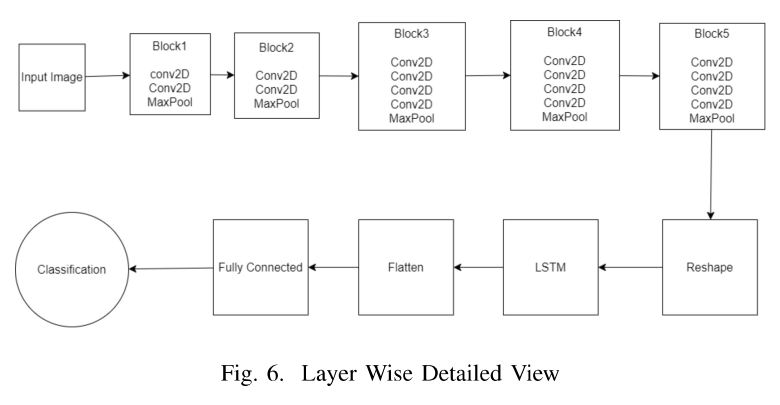 Input Image
Block1
conv2D
Conv2D
MaxPool
Block2
Conv2D
Conv2D
MaxPool
Block3
Conv2D
Conv2D
Conv2D
Conv2D
MaxPool
Block4
Conv2D
Conv2D
Conv2D
Conv2D
MaxPool
Block5
Conv2D
Conv2D
Conv2D
Conv2D
MaxPool
Reshape
LSTM
Flatten
Fully Connected
Classification
Fig. 6. Layer Wise Detailed View